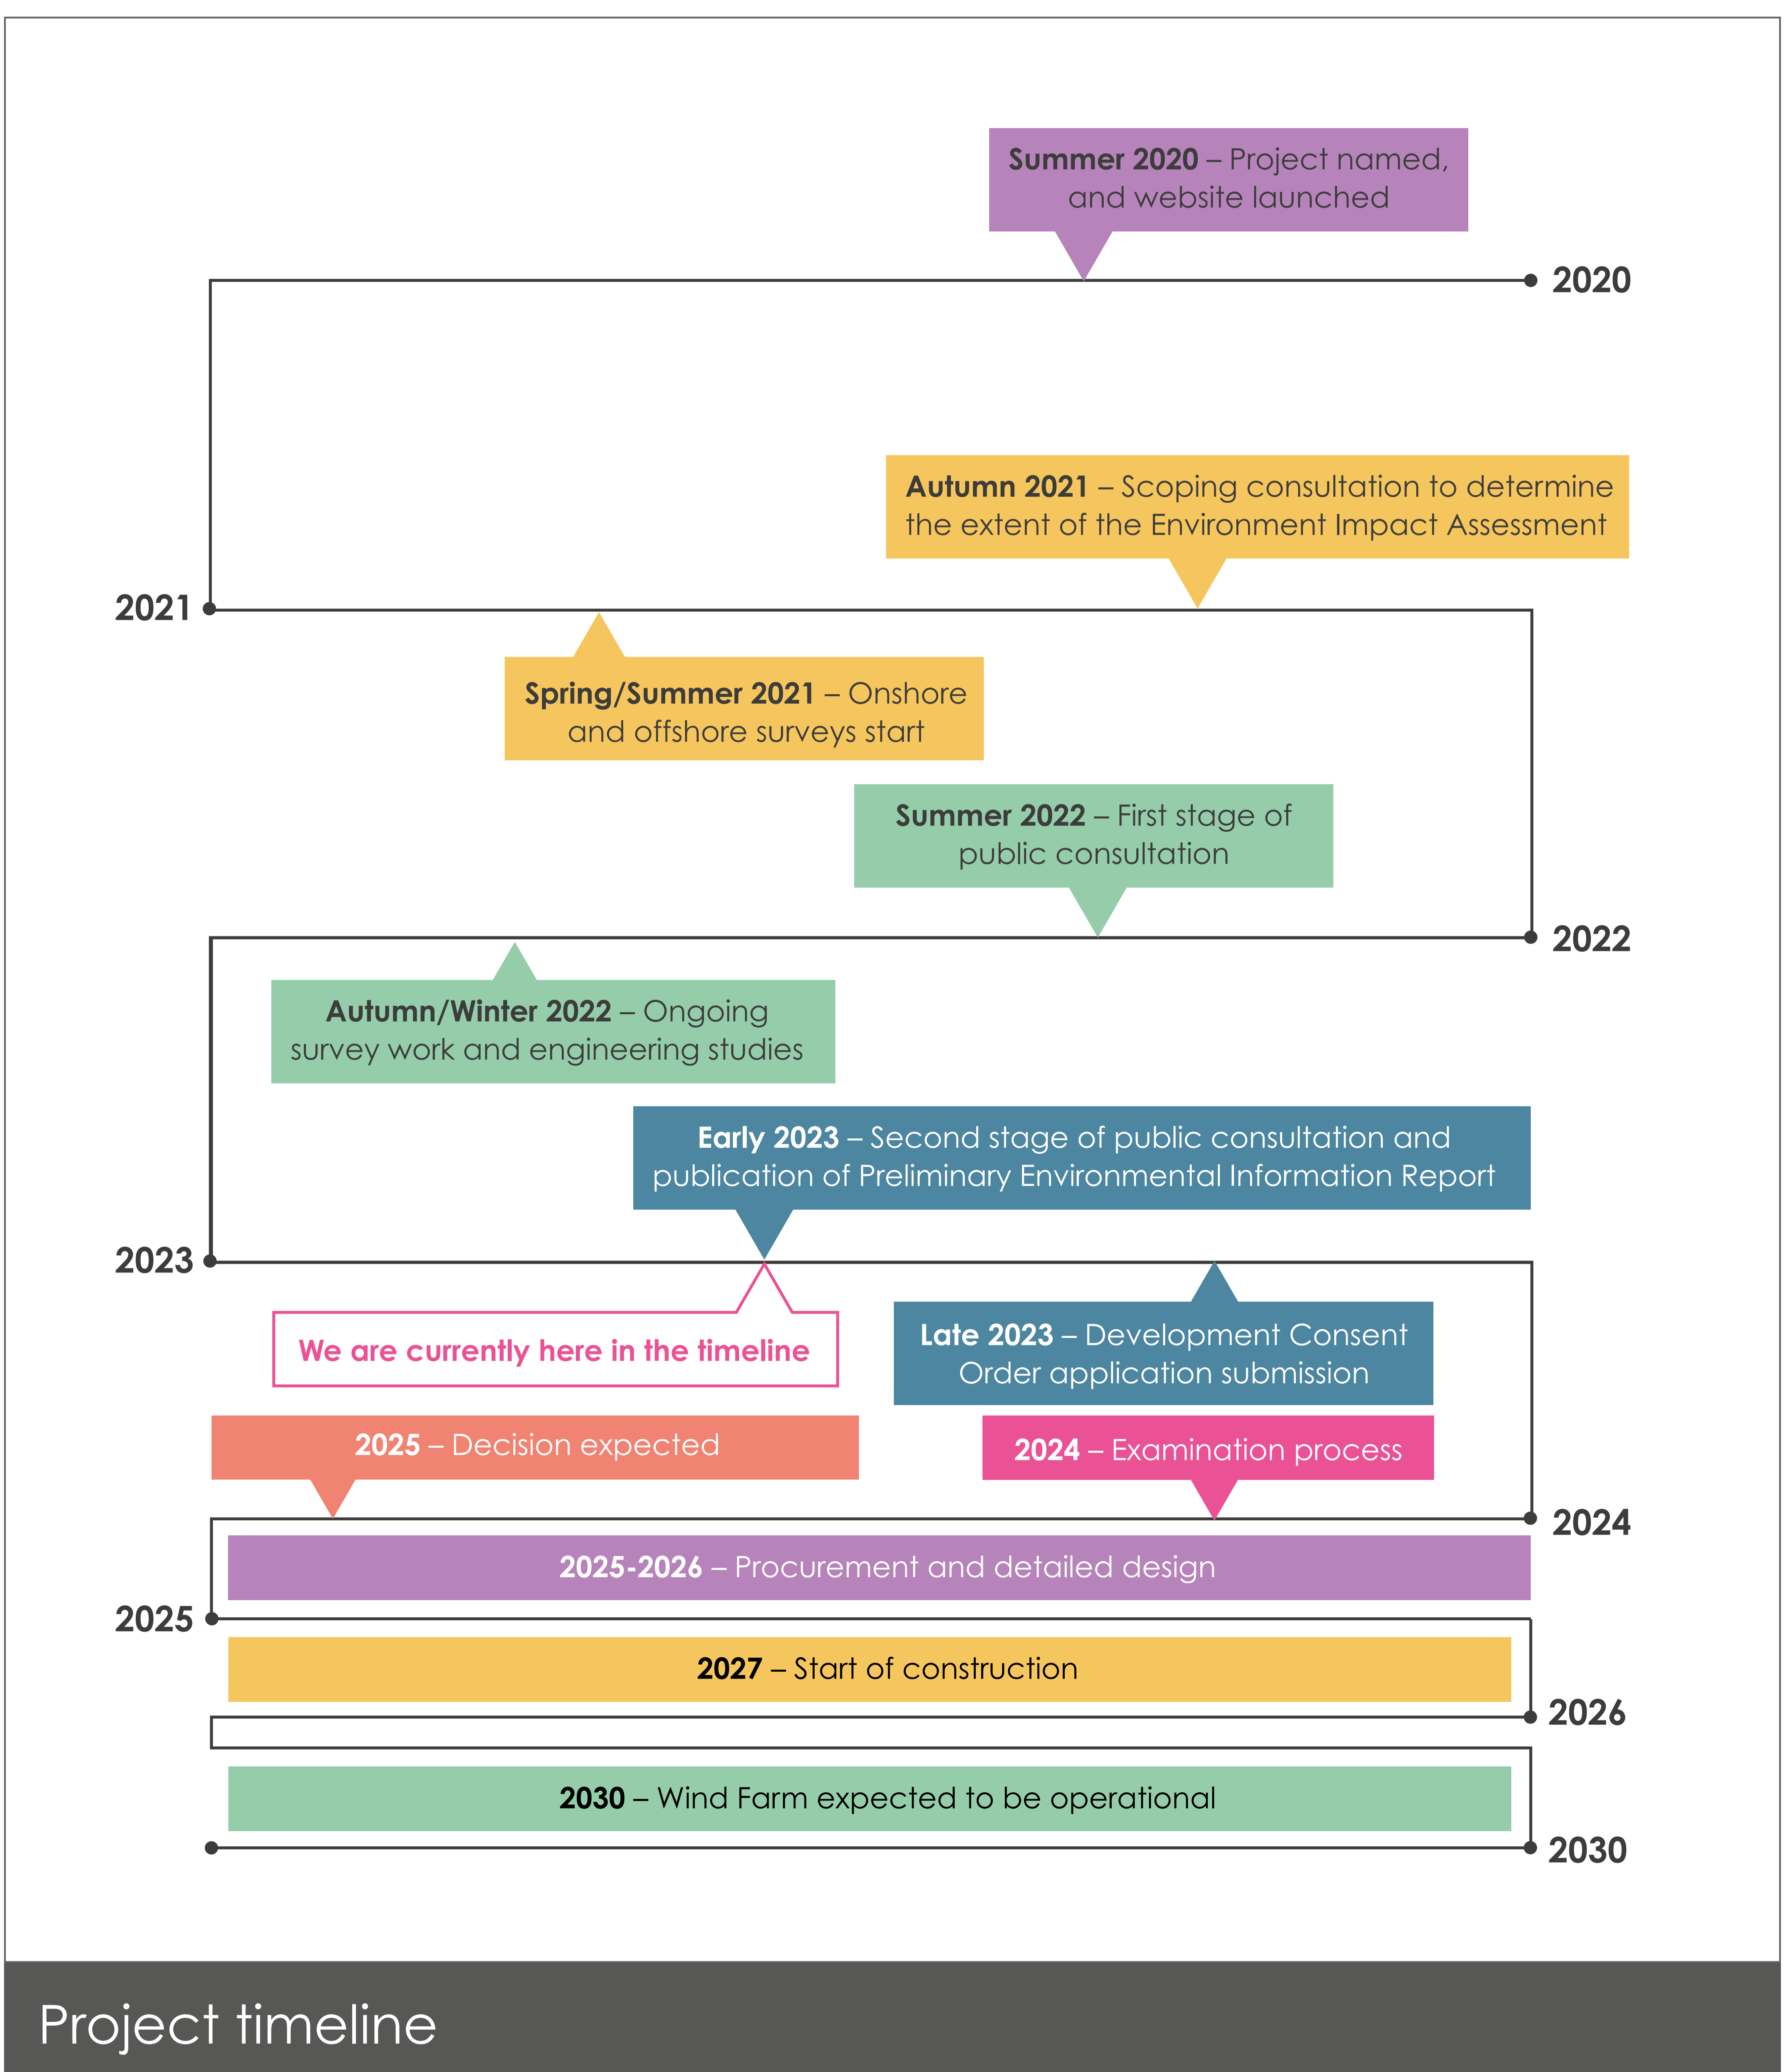 Summer 2020 – Project named,
and website launched
2020
Autumn 2021 – Scoping consultation to determine
the extent of the Environment Impact Assessment
2021
Spring/Summer 2021 – Onshore
and offshore surveys start
Summer 2022 – First stage of
public consultation
2022
Autumn/Winter 2022 – Ongoing
survey work and engineering studies
Early 2023 – Second stage of public consultation and
publication of Preliminary Environmental Information Report
2023
We are currently here in the timeline
Late 2023 – Development Consent
Order application submission
2025 – Decision expected
2024 – Examination process
2024
2025-2026 – Procurement and detailed design
2025
2027 – Start of construction
2026
2030 – Wind Farm expected to be operational
2030
Project timeline